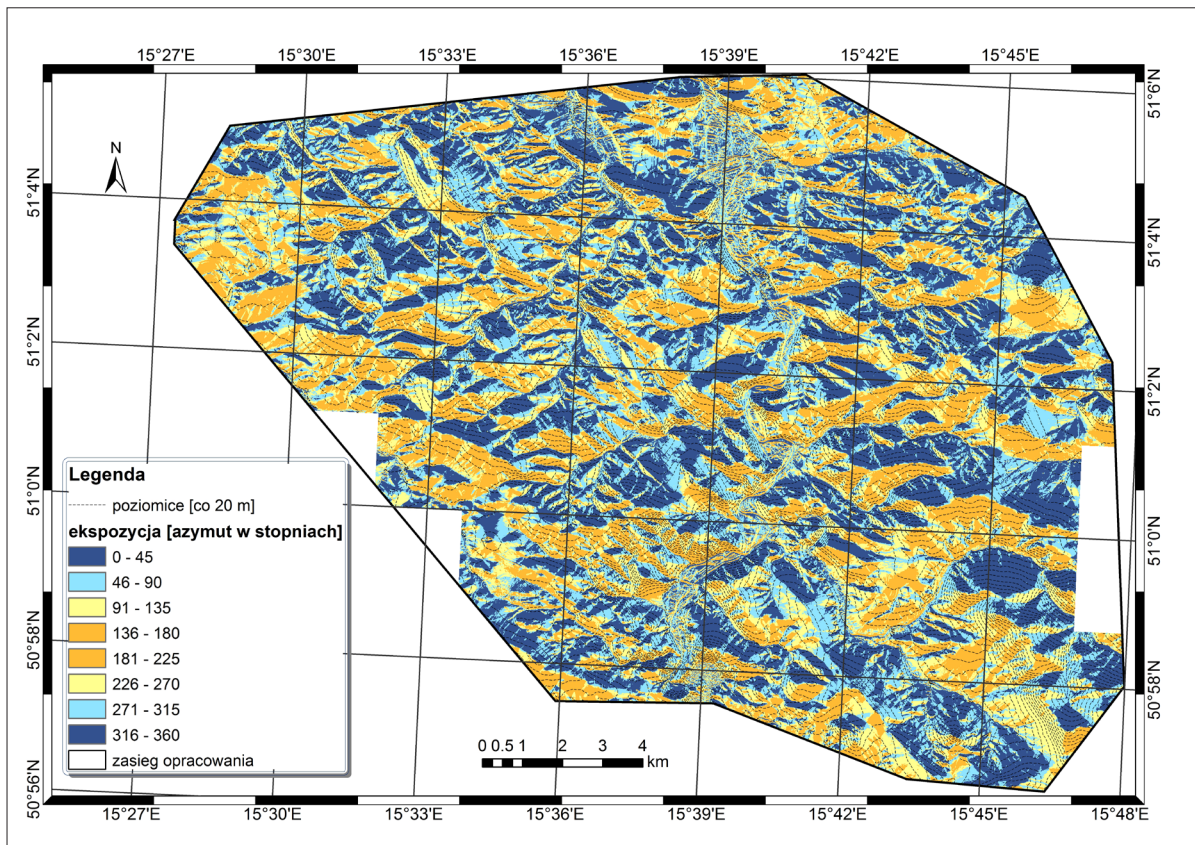 15°27'E 15°30'E 15°33'E 15°36'E 15°39'E 15°42'E 15°45'E
51°6'N
N
51°4'N
51°4'N
51°2'N
51°2'N
51°0'N
51°0'N
50°58'N
50°58'N
50°56'N
Legenda
poziomice [co 20 m]
ekspozycja [azymut w stopniach]
0 - 45
46 - 90
91 - 135
136 - 180
181 - 225
226 - 270
271 - 315
316 - 360
zasieg opracowania
0 0.5 1 2 3 4
km
15°27'E 15°30'E 15°33'E 15°36'E 15°39'E 15°42'E 15°45'E 15°48'E